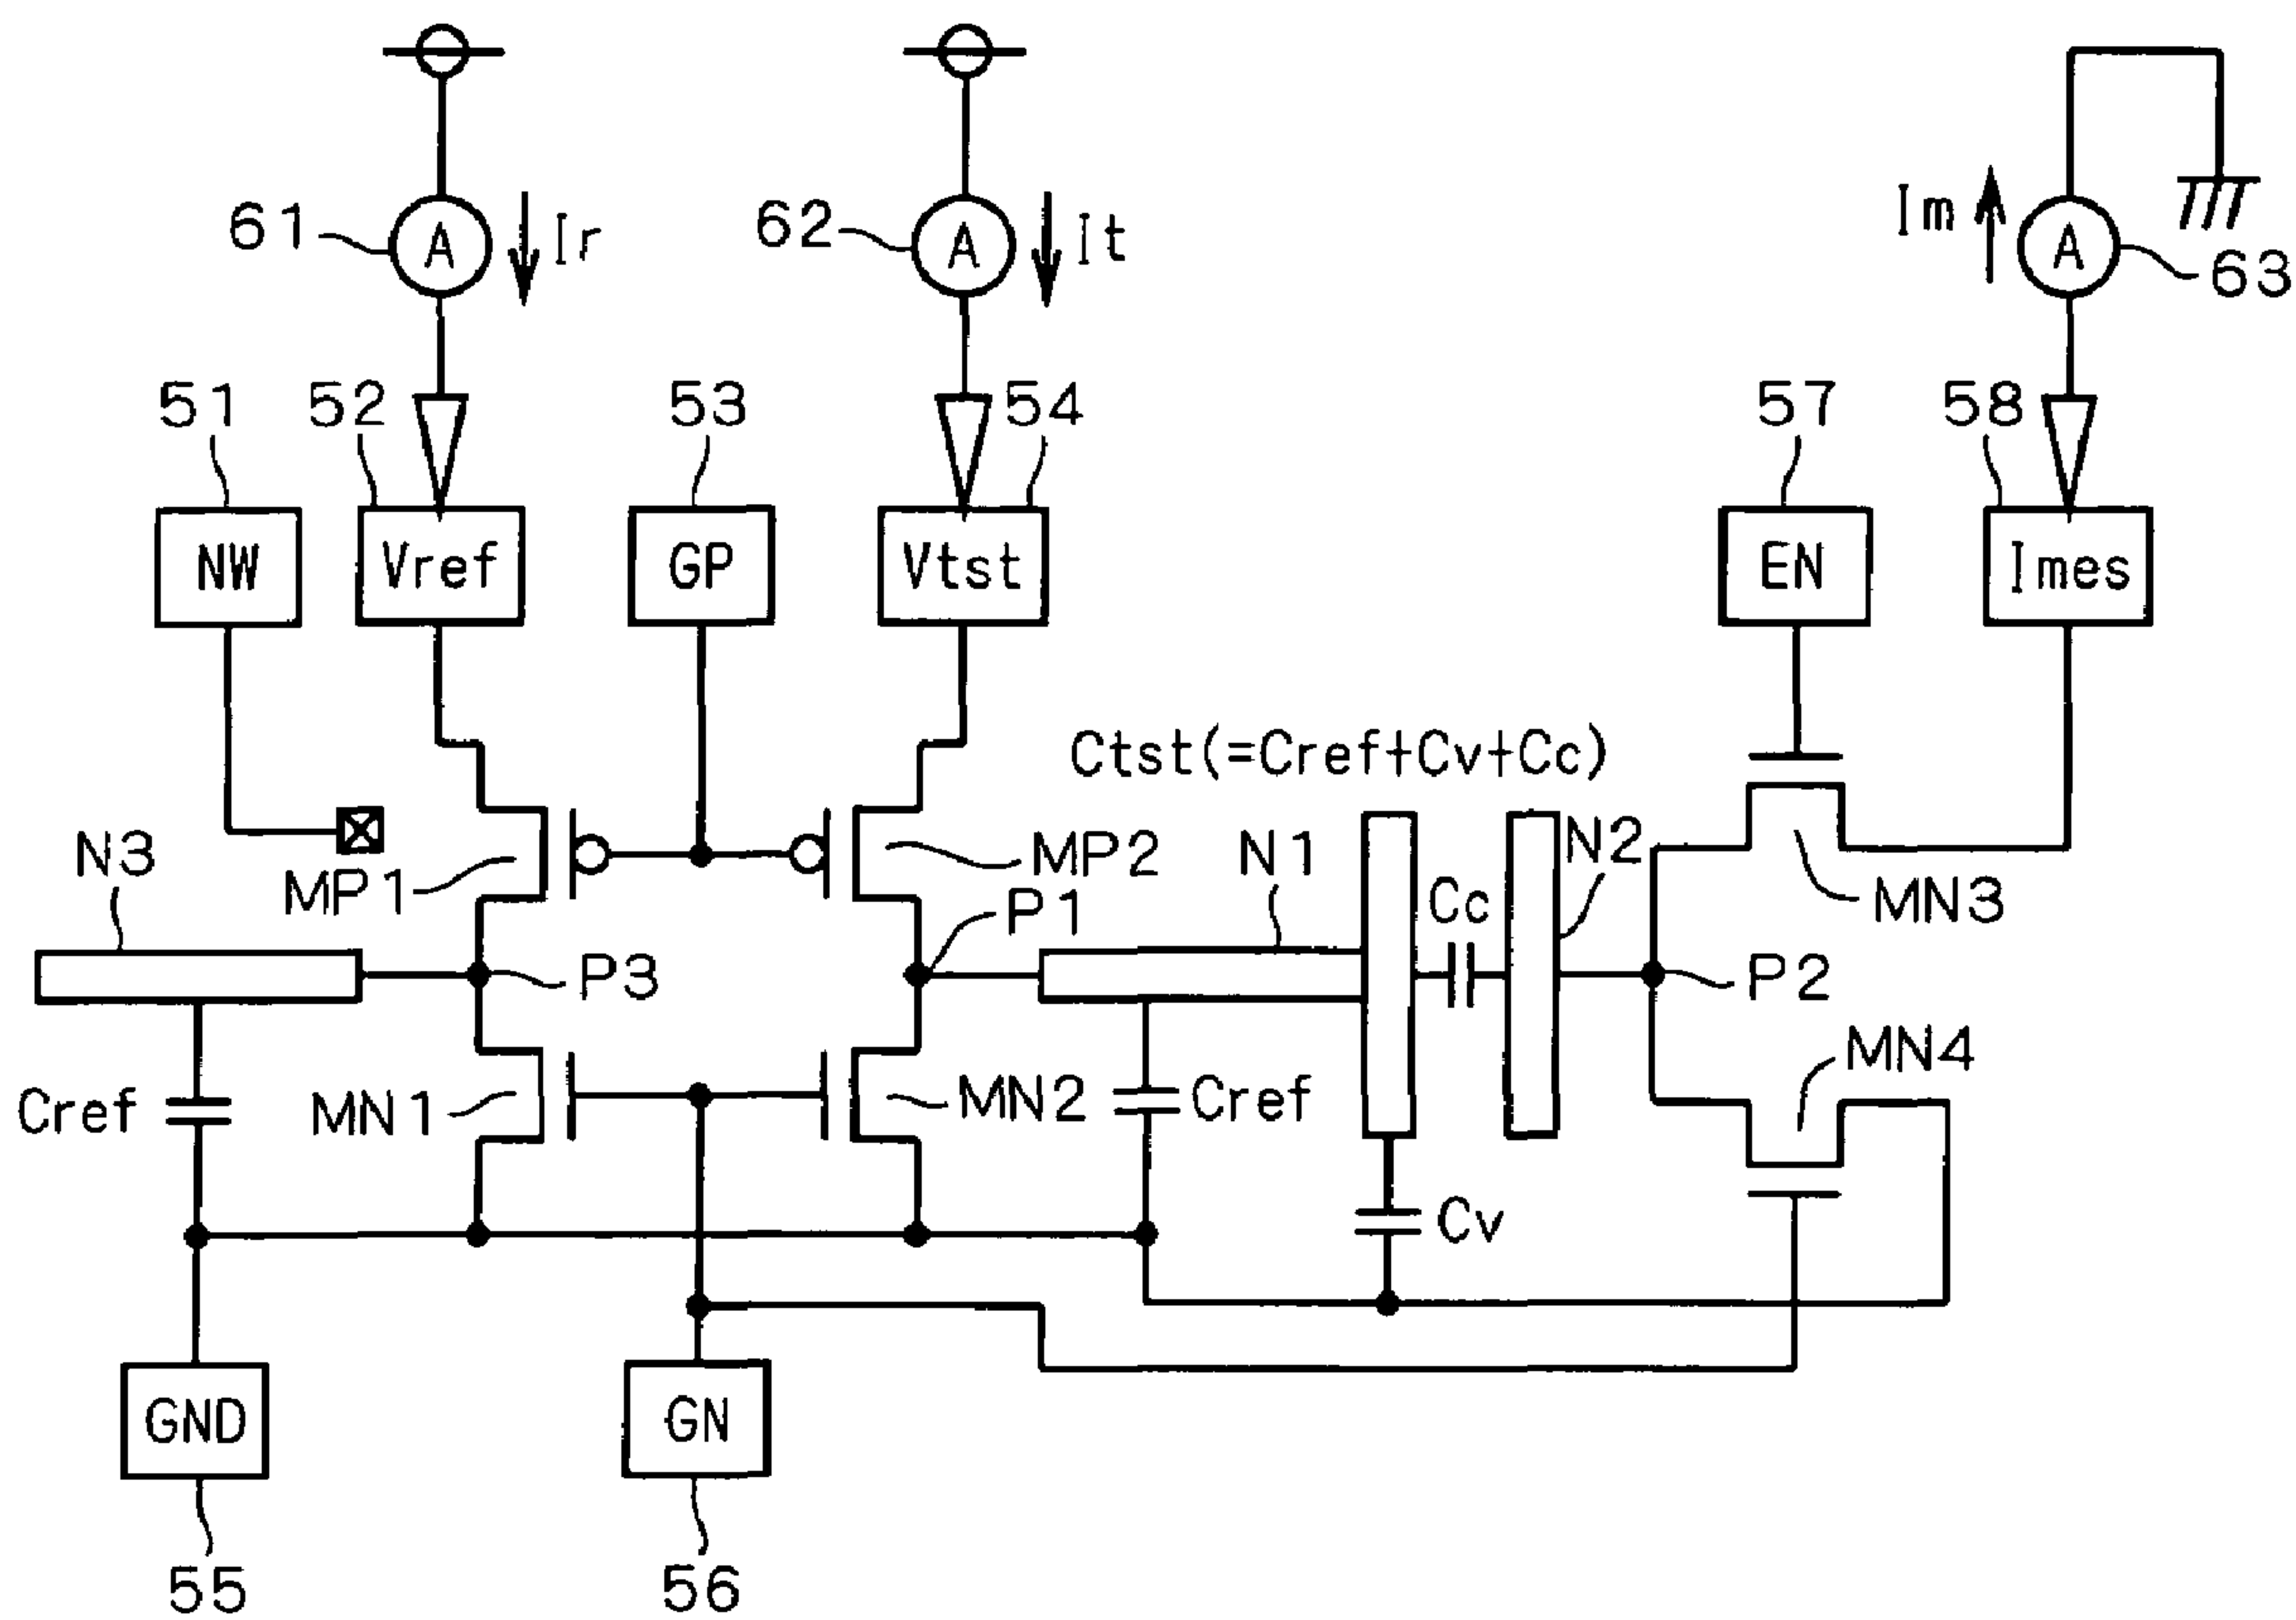 61
A
Ir
62
A
It
Im
A
63
51
52
53
54
57
58
NW
Vref
GP
Vtst
EN
Imes
Ctst(=Cref+Cv+Cc)
N3
MP1
MP2
N1
N2
Cc
MN3
P1
P3
P2
MN4
Cref
MN1
MN2
Cref
Cv
GND
GN
55
56